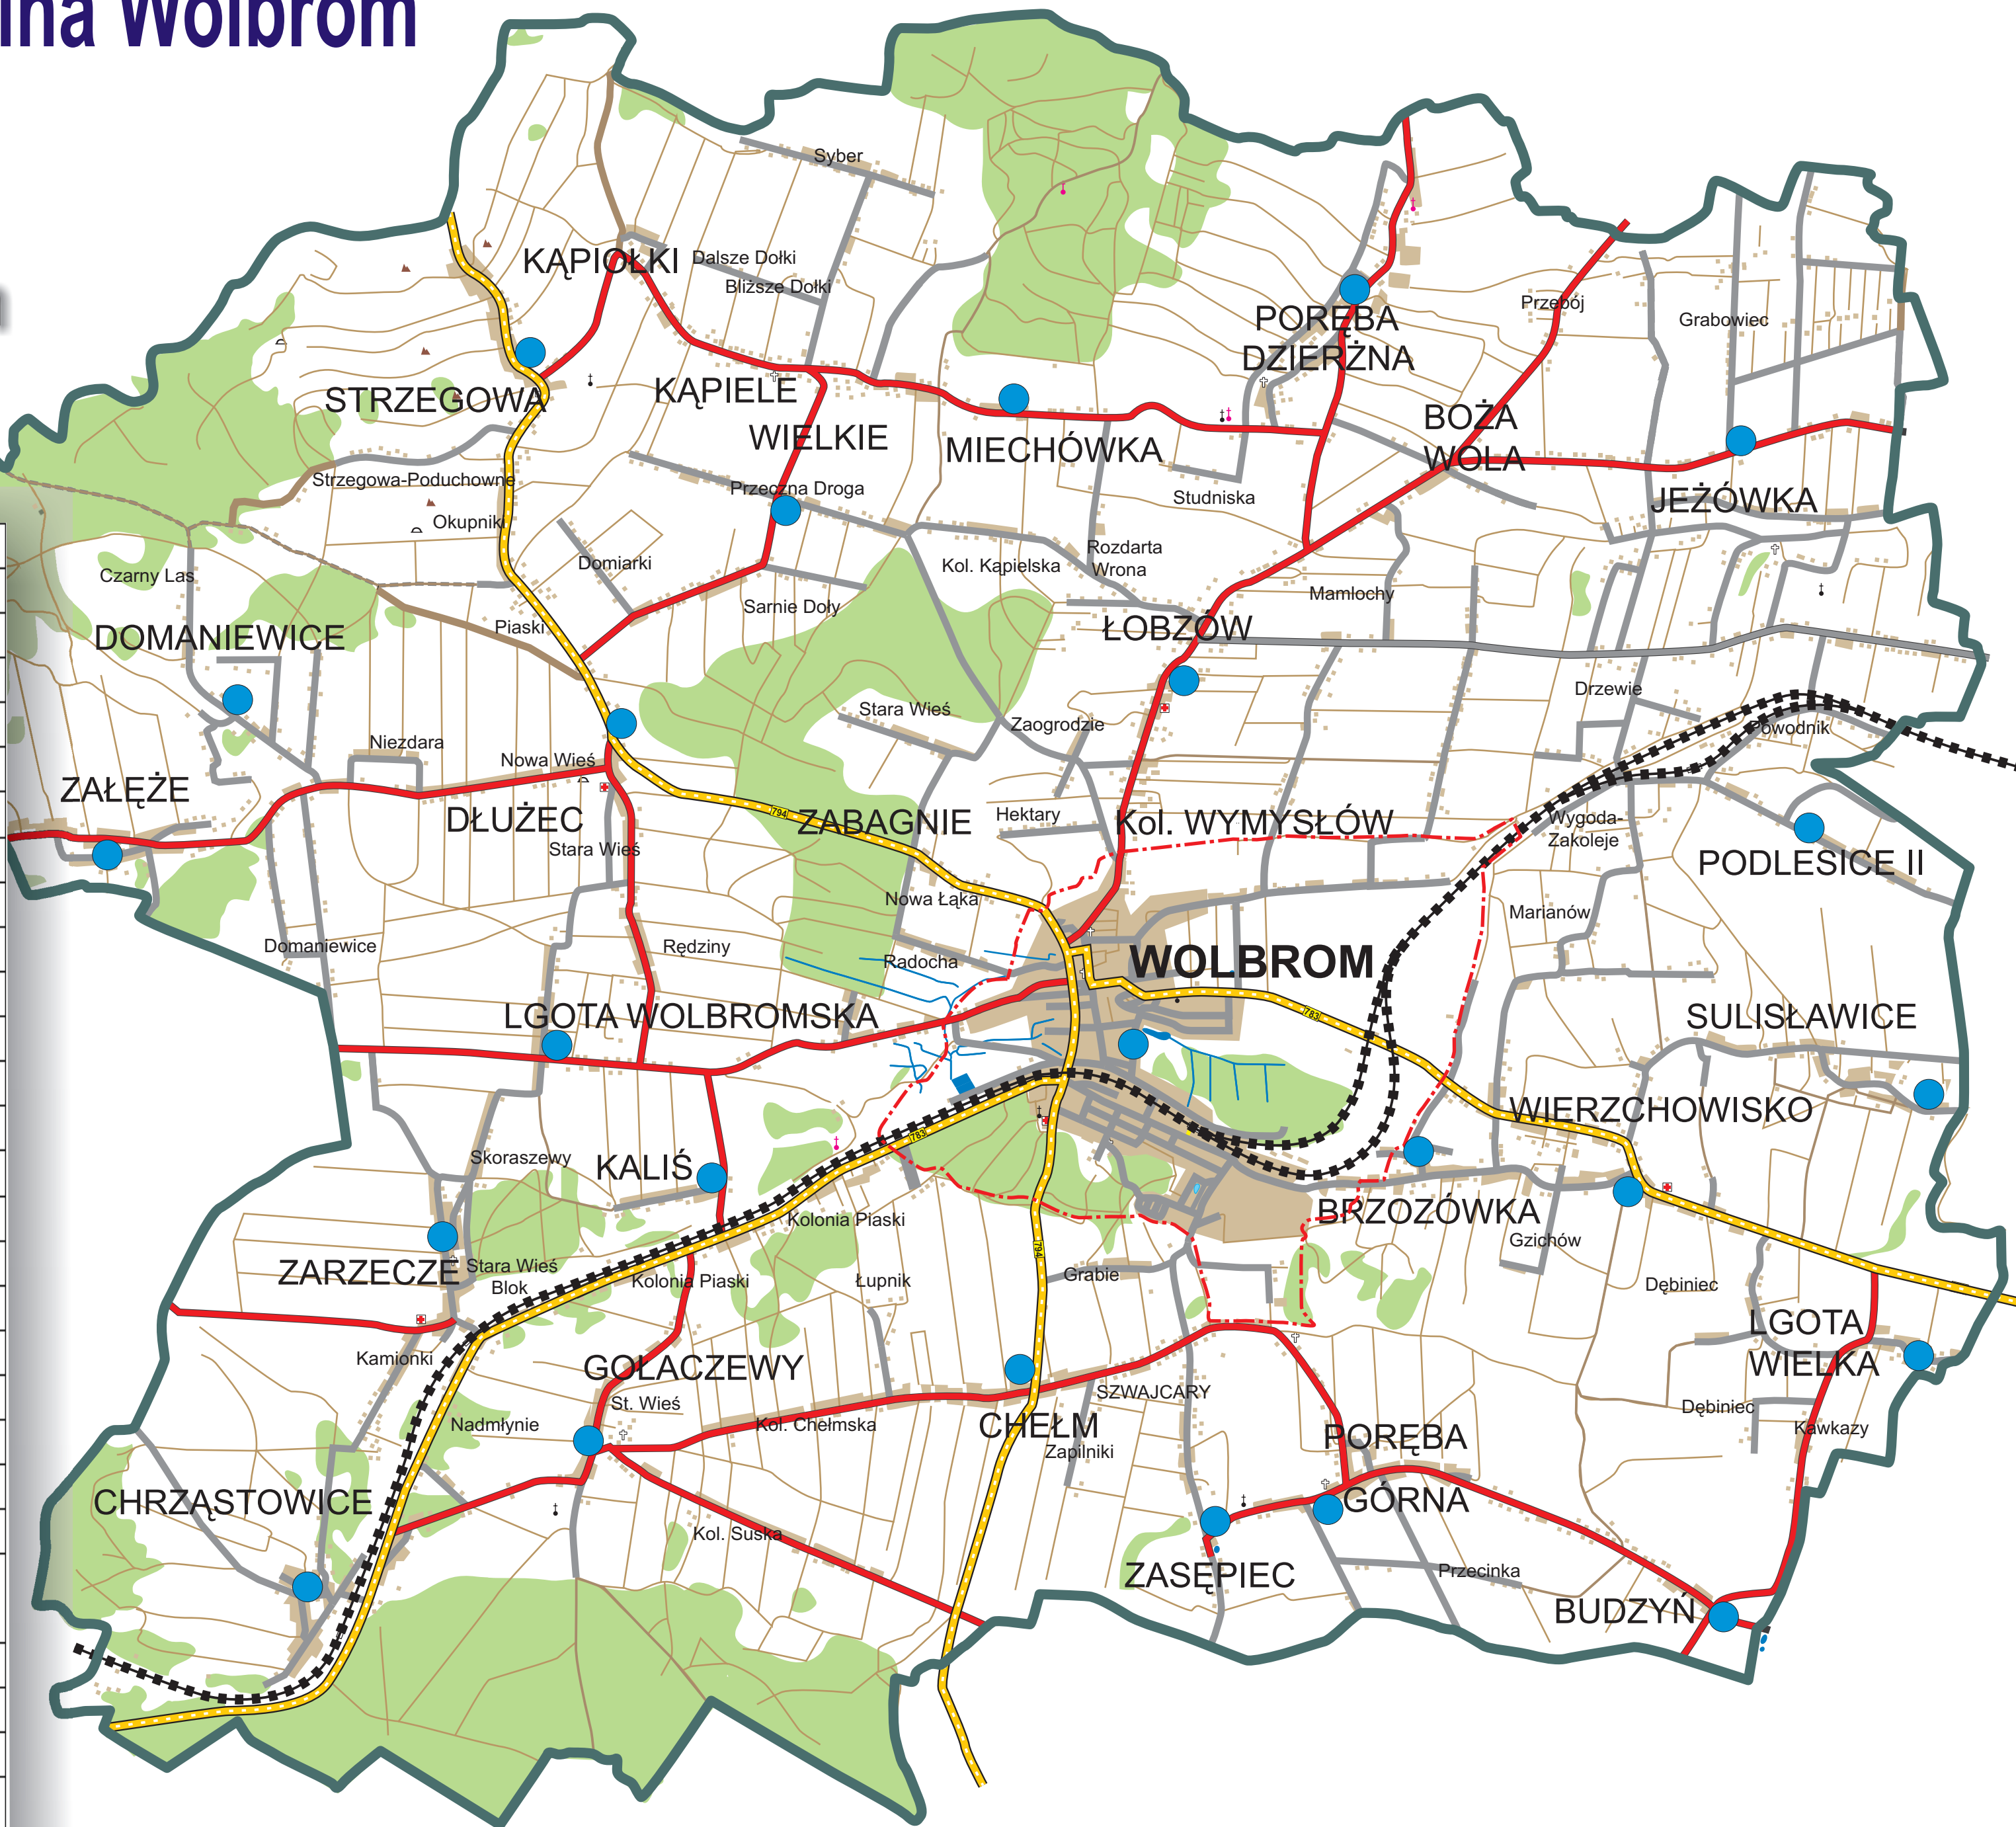 ina Wolbrom
Syber
KĄPIOŁKI
Dalsze Dołki
Bliższe Dołki
PORĘBA
DZIERŻNA
Przebój
Grabowiec
STRZEGOWA
KĄPIELE
WIELKIE
MIECHÓWKA
BOŻA
WOLA
Strzegowa-Poduchowne
Przeczna Droga
Studniska
JEŻÓWKA
Okupniki
Domiarki
Kol. Kąpielska
Rozdarta
Wrona
Czarny Las
Sarnie Doły
Mamlochy
Piaski
ŁOBZÓW
DOMANIEWICE
Drzewie
Stara Wieś
Zaogrodzie
Powodnik
Niezdara
Nowa Wieś
ZAŁĘŻE
DŁUŻEC
794
ZABAGNIE
Hektary
Kol. WYMYSŁÓW
Wygoda-
Zakoleje
Stara Wieś
PODLESICE II
Nowa Łąka
Marianów
Domaniewice
Rędziny
Radocha
WOLBROM
LGOTA WOLBROMSKA
783
SULISŁAWICE
WIERZCHOWISKO
783
Skoraszewy
KALIŚ
Kolonia Piaski
BRZOZÓWKA
Gzichów
794
ZARZECZE
Stara Wieś
Blok
Kolonia Piaski
Łupnik
Grabie
Dębiniec
LGOTA
WIELKA
Kamionki
GOŁACZEWY
St. Wieś
SZWAJCARY
Nadmłynie
Kol. Chełmska
CHEŁM
Zapilniki
Dębiniec
Kawkazy
PORĘBA
GÓRNA
CHRZĄSTOWICE
Kol. Suska
ZASĘPIEC
Przecinka
BUDZYŃ